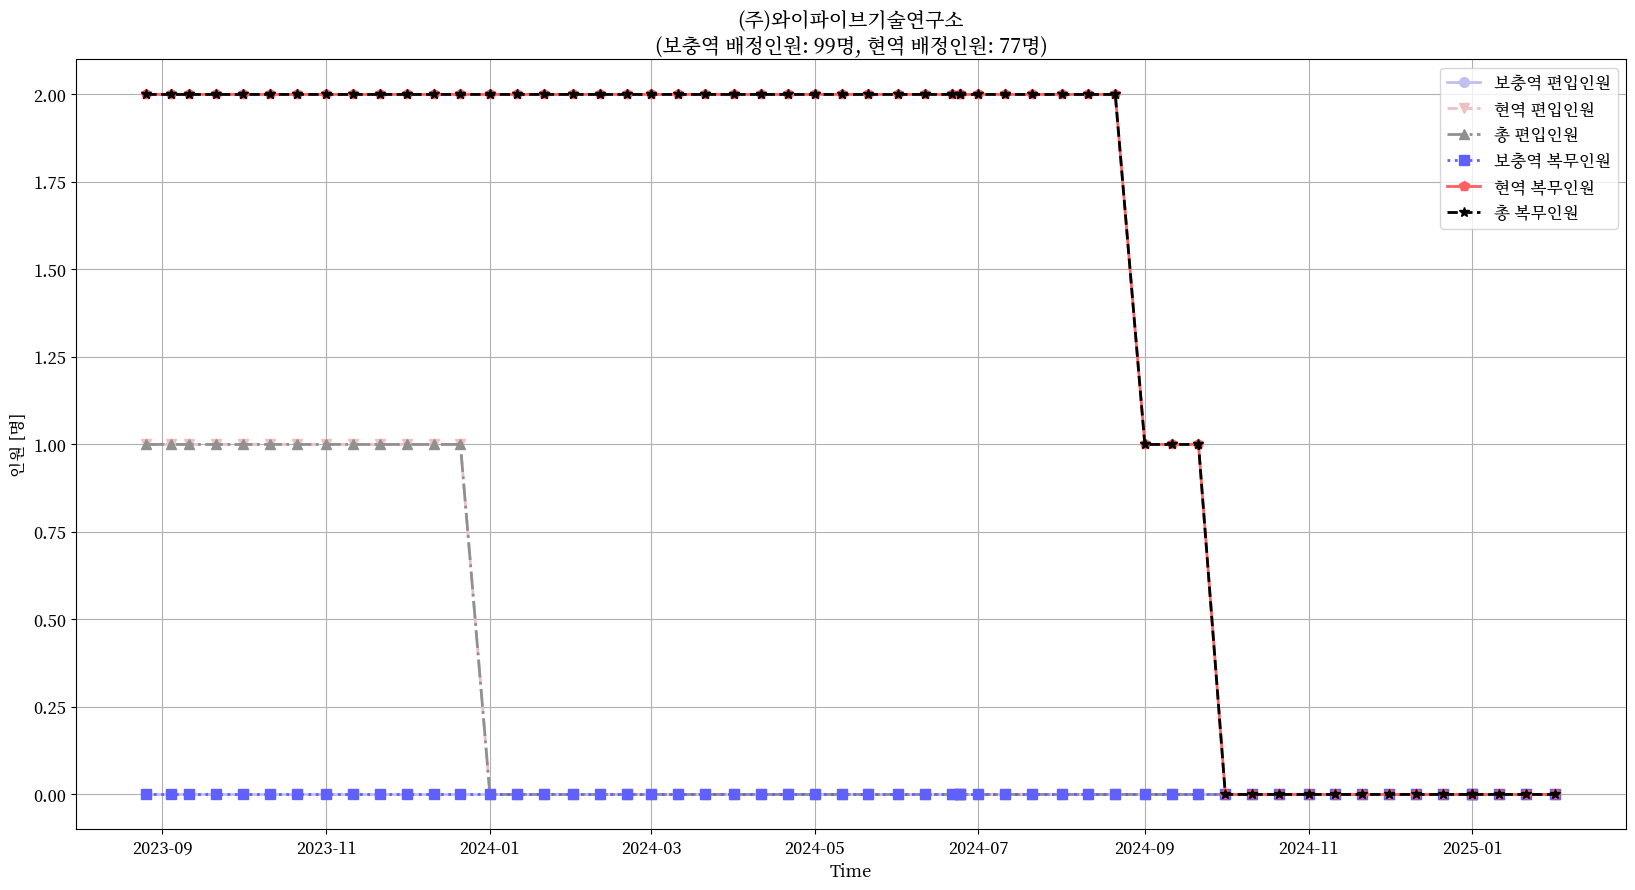 (주)와이파이브기술연구소
(보충역 배정인원: 99명, 현역 배정인원: 77명)
보충역 편입인원
현역 편입인원
총 편입인원
보충역 복무인원
현역 복무인원
총 복무인원
인원 [명]
2.00
1.75
1.50
1.25
1.00
0.75
0.50
0.25
0.00
2023-09 2023-11 2024-01 2024-03 2024-05 2024-07 2024-09 2024-11 2025-01
Time